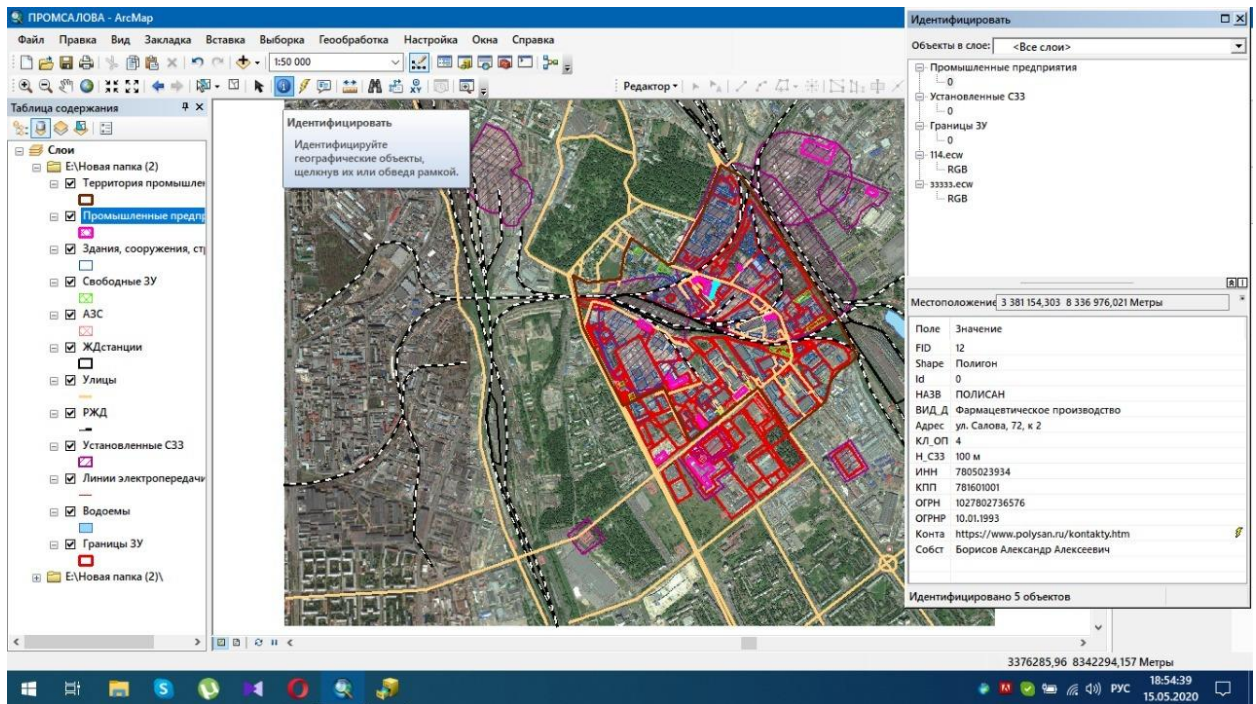 ПРОМСАЛОВА - ArcMap
Файл Правка Вид Закладка Вставка Выборка Геообработка Настройка Окна Справка
1:50 000
Редактор
Таблица содержания
Слои
E:\Новая папка (2)
Территория промышлен
Промышленные предпр
Здания, сооружения, стр
Свободные ЗУ
АЗС
ЖДстанции
Улицы
РЖД
Установленные СЗЗ
Линии электропередачи
Водоемы
Границы ЗУ
E:\Новая папка (2)\
Идентифицировать
Идентифицируйте
географические объекты,
щелкнув их или обведя рамкой.
Идентифицировать
Объекты в слое: <Все слои>
Промышленные предприятия
0
Установленные СЗЗ
0
Границы ЗУ
0
114.ecw
RGB
33333.ecw
RGB
Местоположение 3 381 154,303 8 336 976,021 Метры
Поле Значение
FID 12
Shape Полигон
Id 0
НАЗВ ПОЛИСАН
ВИД_Д Фармацевтическое производство
Адрес ул. Салова, 72, к 2
КЛ_ОП 4
Н_СЗЗ 100 м
ИНН 7805023934
КПП 781601001
ОГРН 1027802736576
ОГРНР 10.01.1993
Конта https://www.polysan.ru/kontakty.htm
Собст Борисов Александр Алексеевич
Идентифицировано 5 объектов
3376285,96 8342294,157 Метры
РУС
18:54:39
15.05.2020